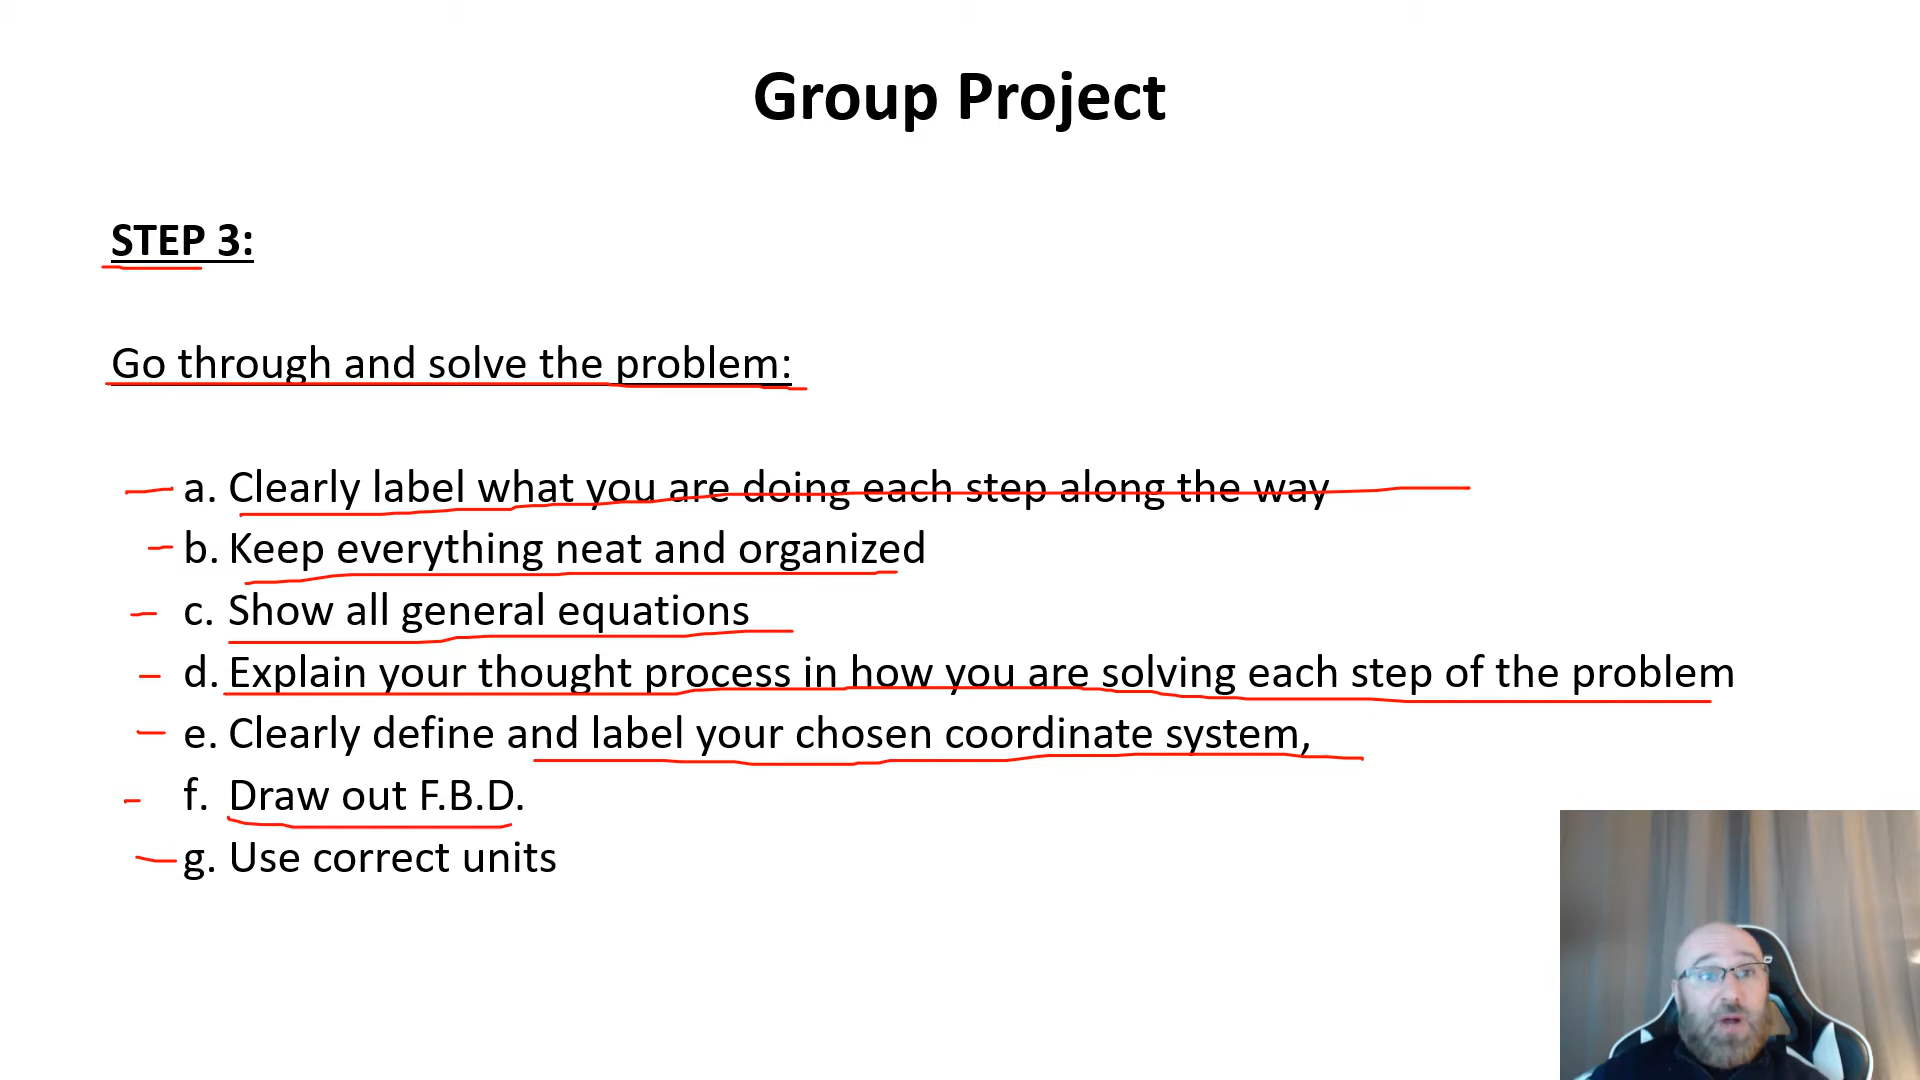 Group Project
STEP 3:
Go through and solve the problem:
a. Clearly label what you are doing each step along the way
b. Keep everything neat and organized
c. Show all general equations
d. Explain your thought process in how you are solving each step of the problem
e. Clearly define and label your chosen coordinate system,
f. Draw out F.B.D.
g. Use correct units